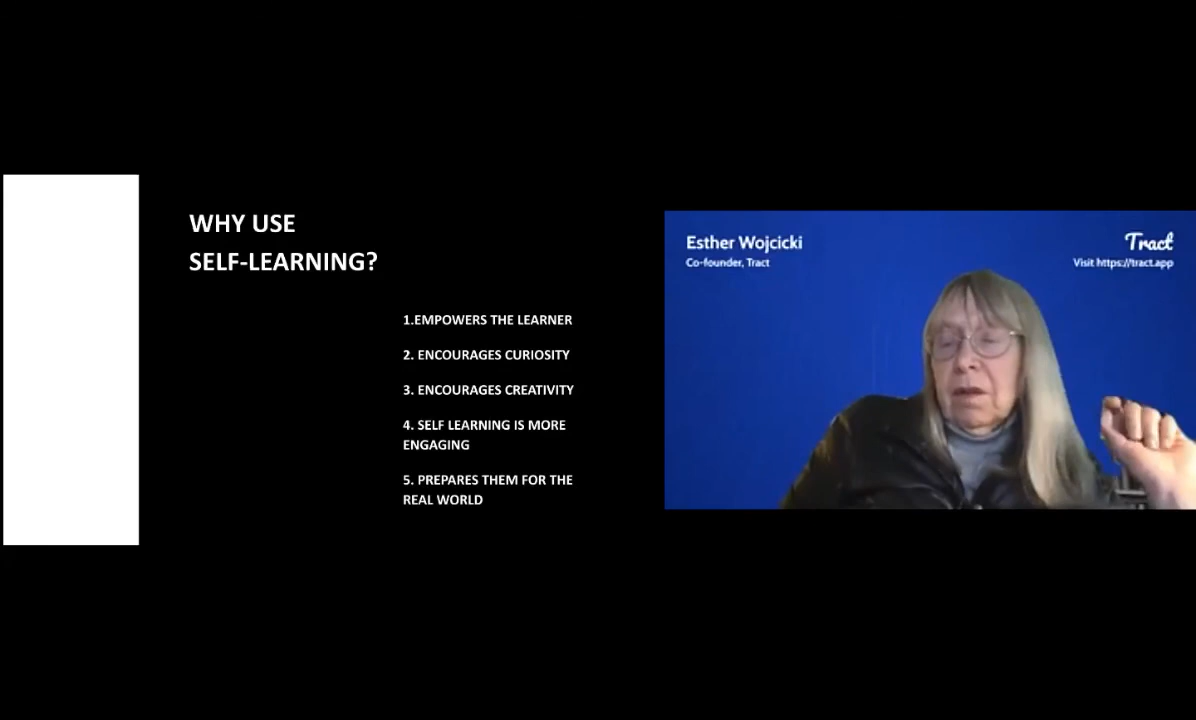 WHY USE
SELF-LEARNING?
1.EMPOWERS THE LEARNER
2. ENCOURAGES CURIOSITY
3. ENCOURAGES CREATIVITY
4. SELF LEARNING IS MORE
ENGAGING
5. PREPARES THEM FOR THE
REAL WORLD
Esther Wojcicki
Co-founder, Tract
Tract
Visit https://tract.app